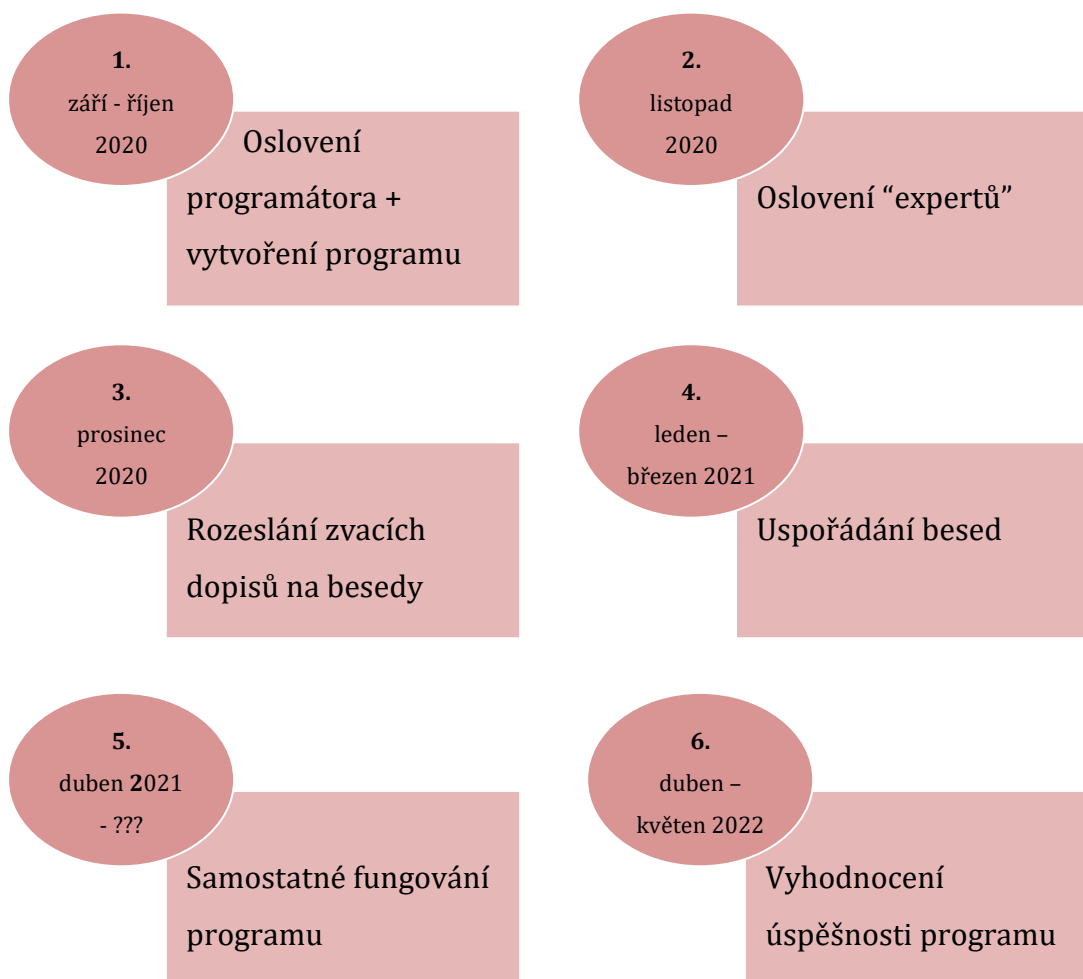 1.
září - říjen
2020
Oslovení
programátora +
vytvoření programu
2.
listopad
2020
Oslovení “expertů”
3.
prosinec
2020
Rozeslání zvacích
dopisů na besedy
4.
leden –
březen 2021
Uspořádání besed
5.
duben 2021
- ???
Samostatné fungování
programu
6.
duben –
květen 2022
Vyhodnocení
úspěšnosti programu